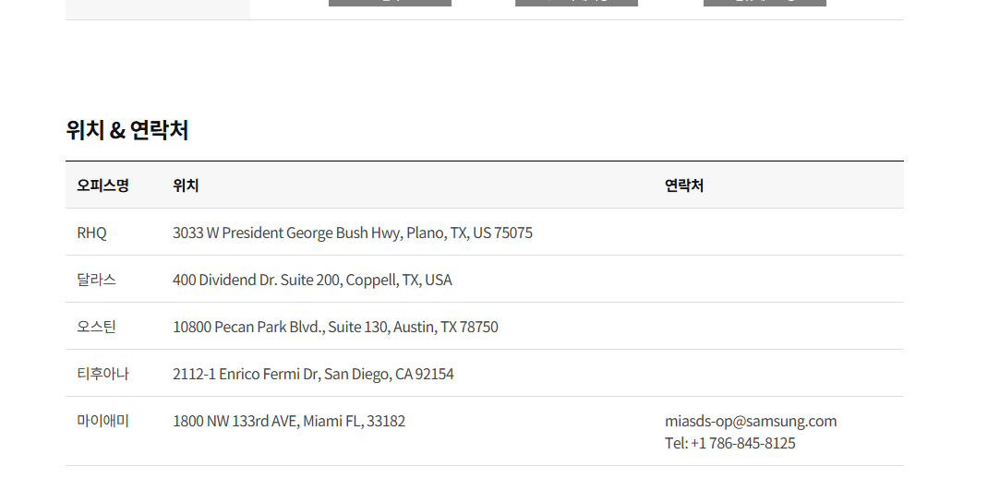 위치 & 연락처
오피스명 위치 연락처
RHQ 3033 W President George Bush Hwy, Plano, TX, US 75075
달라스 400 Dividend Dr. Suite 200, Coppell, TX, USA
오스틴 10800 Pecan Park Blvd., Suite 130, Austin, TX 78750
티후아나 2112-1 Enrico Fermi Dr, San Diego, CA 92154
마이애미 1800 NW 133rd AVE, Miami FL, 33182 miasds-op@samsung.com
Tel: +1 786-845-8125